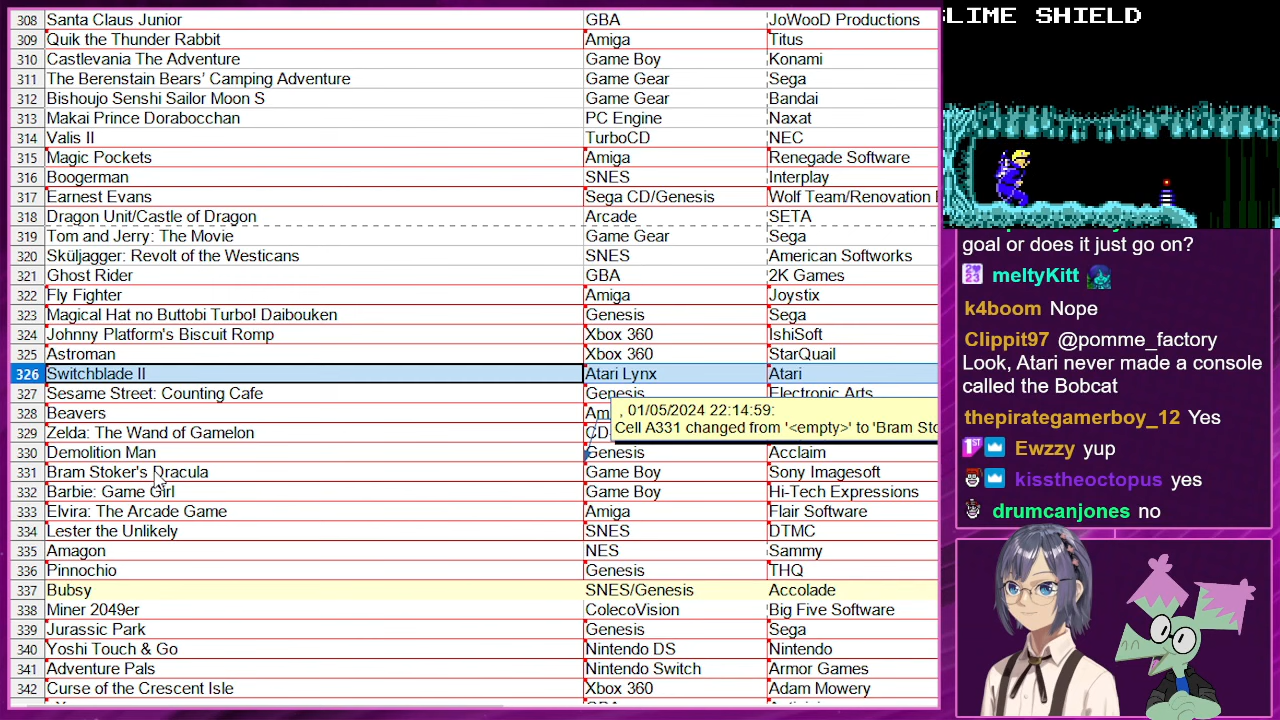 308 Santa Claus Junior GBA JoWooD Productions
309 Quik the Thunder Rabbit Amiga Titus
310 Castlevania The Adventure Game Boy Konami
311 The Berenstain Bears' Camping Adventure Game Gear Sega
312 Bishoujo Senshi Sailor Moon S Game Gear Bandai
313 Makai Prince Dorabocchan PC Engine Naxat
314 Valis II TurboCD NEC
315 Magic Pockets Amiga Renegade Software
316 Boogerman SNES Interplay
317 Earnest Evans Sega CD/Genesis Wolf Team/Renovation
318 Dragon Unit/Castle of Dragon Arcade SETA
319 Tom and Jerry: The Movie Game Gear Sega
320 Sküljagger: Revolt of the Westicans SNES American Softworks
321 Ghost Rider GBA 2K Games
322 Fly Fighter Amiga Joystix
323 Magical Hat no Buttobi Turbo! Daibouken Genesis Sega
324 Johnny Platform's Biscuit Romp Xbox 360 IshiSoft
325 Astroman Xbox 360 StarQuail
326 Switchblade II Atari Lynx Atari
327 Sesame Street: Counting Cafe Genesis Electronic Arts
328 Beavers Am
329 Zelda: The Wand of Gamelon CD
330 Demolition Man Genesis Acclaim
331 Bram Stoker's Dracula Game Boy Sony Imagesoft
332 Barbie: Game Girl Game Boy Hi-Tech Expressions
333 Elvira: The Arcade Game Amiga Flair Software
334 Lester the Unlikely SNES DTMC
335 Amagon NES Sammy
336 Pinnochio Genesis THQ
337 Bubsy SNES/Genesis Accolade
338 Miner 2049er ColecoVision Big Five Software
339 Jurassic Park Genesis Sega
340 Yoshi Touch & Go Nintendo DS Nintendo
341 Adventure Pals Nintendo Switch Armor Games
342 Curse of the Crescent Isle Xbox 360 Adam Mowery
, 01/05/2024 22:14:59:
Cell A331 changed from '<empty>' to 'Bram Sto
LIME SHIELD
goal or does it just go on?
2023 meltyKitt
k4boom Nope
Clippit97 @pomme_factory
Look, Atari never made a console
called the Bobcat
thepirategamerboy_12 Yes
1ST Ewzzy yup
kisstheoctopus yes
drumcanjones no